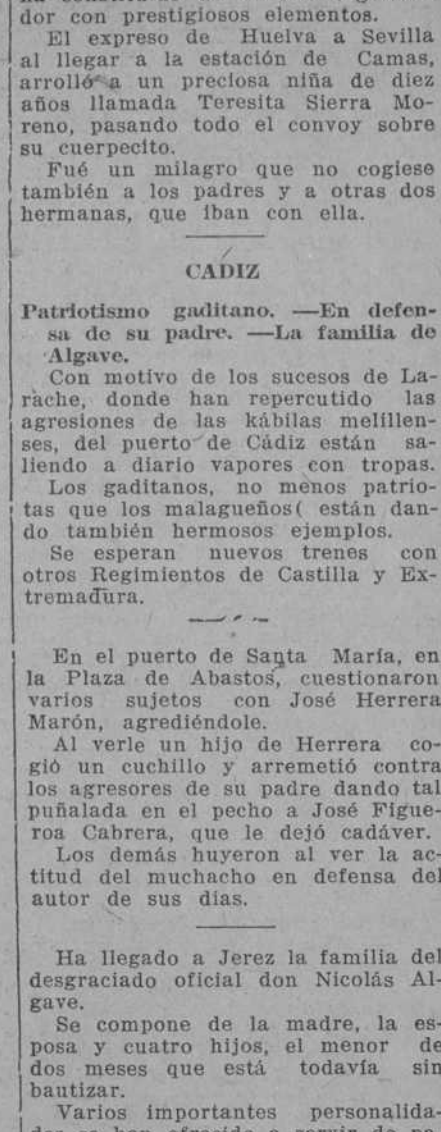 dor con prestigiosos elementos.
El expreso de Huelva a Sevilla
al llegar a la estación de Camas,
arrolló a un preciosa niña de diez
años llamada Teresita Sierra Mo-
reno, pasando todo el convoy sobre
su cuerpecito.
Fué un milagro que no cogiese
también a los padres y a otras dos
hermanas, que iban con ella.
CADIZ
Patriotismo gaditano. —En defen-
sa de su padre. —La familia de
Algave.
Con motivo de los sucesos de La-
rache, donde han repercutido las
agresiones de las kábilas melillen-
ses, del puerto de Cádiz están sa-
liendo a diario vapores con tropas.
Los gaditanos, no menos patrio-
tas que los malagueños( están dan-
do también hermosos ejemplos.
Se esperan nuevos trenes con
otros Regimientos de Castilla y Ex-
tremadura.
En el puerto de Santa María, en
la Plaza de Abastos, cuestionaron
varios sujetos con José Herrera
Marón, agrediéndole.
Al verle un hijo de Herrera co-
gió un cuchillo y arremetió contra
los agresores de su padre dando tal
puñalada en el pecho a José Figue-
roa Cabrera, que le dejó cadáver.
Los demás huyeron al ver la ac-
titud del muchacho en defensa del
autor de sus dias.
Ha llegado a Jerez la familia del
desgraciado oficial don Nicolás Al-
gave.
Se compone de la madre, la es-
posa y cuatro hijos, el menor de
dos meses que está todavía sin
bautizar.
Varios importantes personalida-